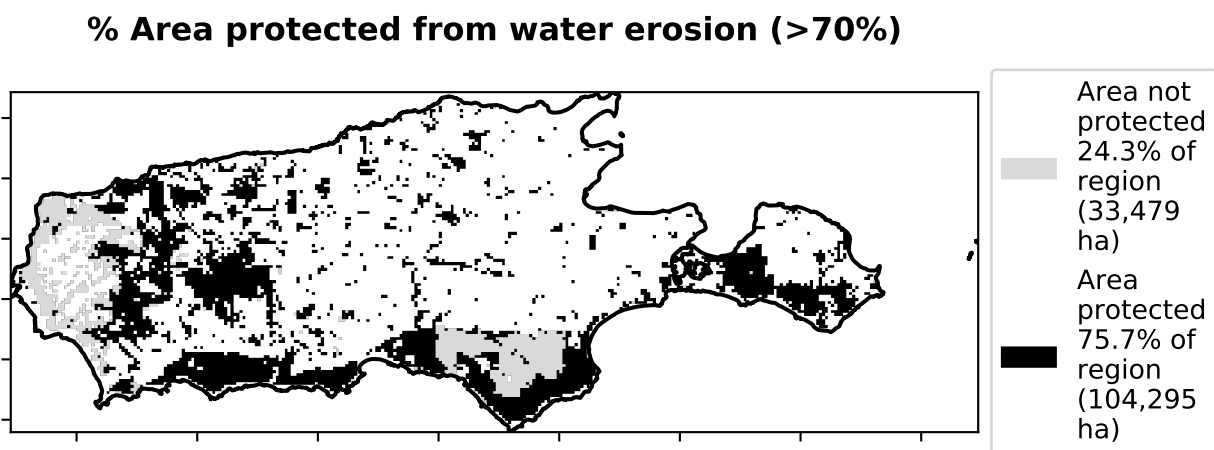 % Area protected from water erosion (>70%)
Area not
protected
24.3% of
region
(33,479
ha)
Area
protected
75.7% of
region
(104,295
ha)